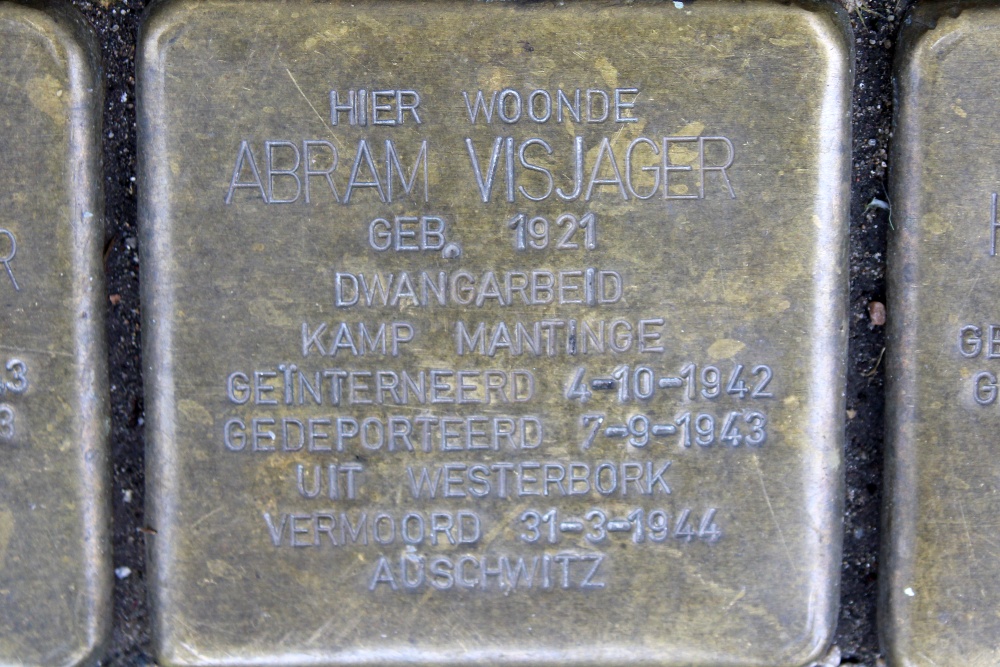 HIER WOONDE
ABRAM VISJAGER
GEB. 1921
DWANGARBEID
KAMP MANTINGE
GEÏNTERNEERD 4-10-1942
GEDEPORTEERD 7-9-1943
UIT WESTERBORK
VERMOORD 31-3-1944
AUSCHWITZ